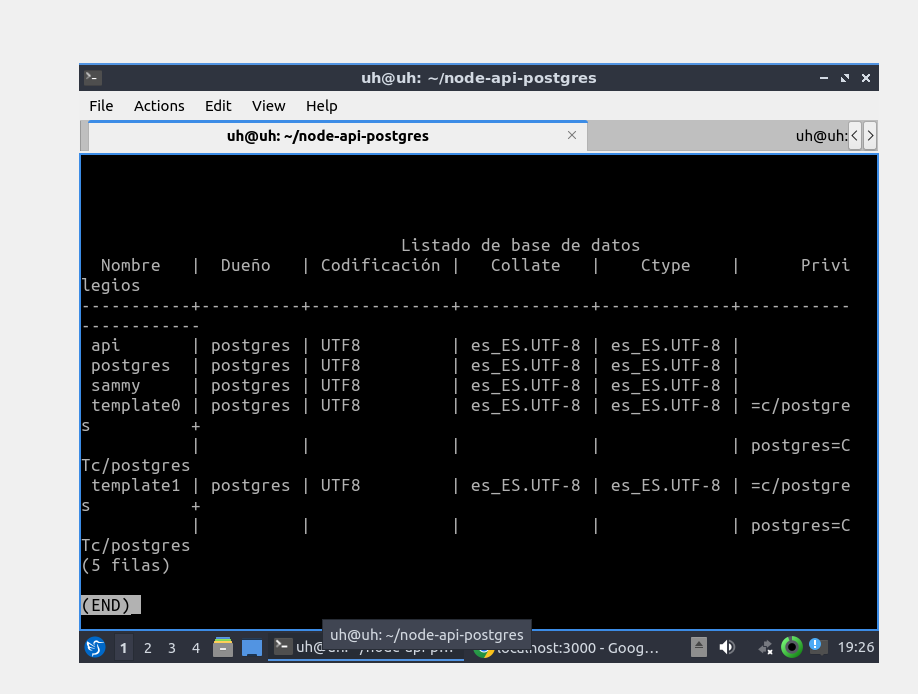 uh@uh: ~/node-api-postgres
File Actions Edit View Help
uh@uh: ~/node-api-postgres uh@uh:
Listado de base de datos
Nombre | Dueño | Codificación | Collate | Ctype | Privi
legios
-----------+----------+--------------+-------------+-------------+-----------
------------
api | postgres | UTF8 | es_ES.UTF-8 | es_ES.UTF-8 |
postgres | postgres | UTF8 | es_ES.UTF-8 | es_ES.UTF-8 |
sammy | postgres | UTF8 | es_ES.UTF-8 | es_ES.UTF-8 |
template0 | postgres | UTF8 | es_ES.UTF-8 | es_ES.UTF-8 | =c/postgre
s +
| | | | | postgres=C
Tc/postgres
template1 | postgres | UTF8 | es_ES.UTF-8 | es_ES.UTF-8 | =c/postgre
s +
| | | | | postgres=C
Tc/postgres
(5 filas)
(END)
uh@uh: ~/node-api-postgres
1 2 3 4 localhost:3000 - Goog... 19:26